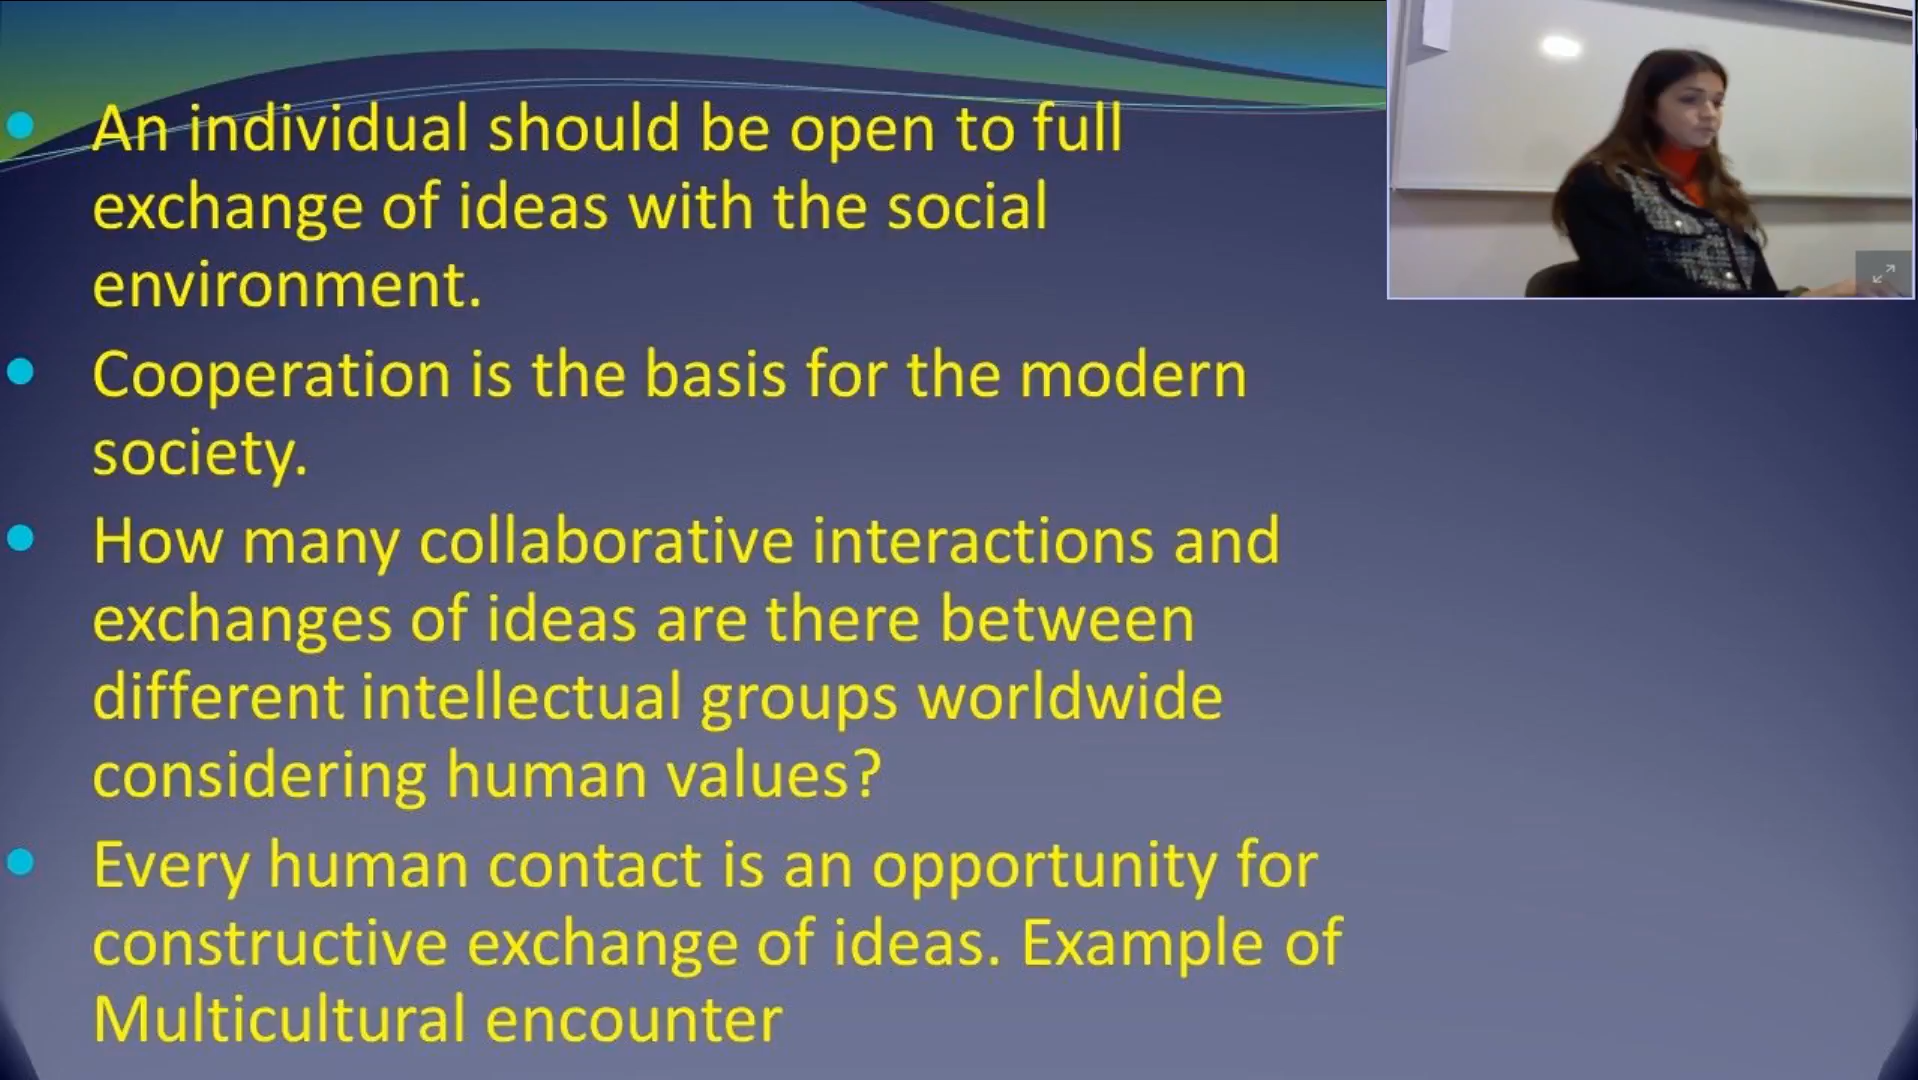 An individual should be open to full
exchange of ideas with the social
environment.
Cooperation is the basis for the modern
society.
How many collaborative interactions and
exchanges of ideas are there between
different intellectual groups worldwide
considering human values?
Every human contact is an opportunity for
constructive exchange of ideas. Example of
Multicultural encounter